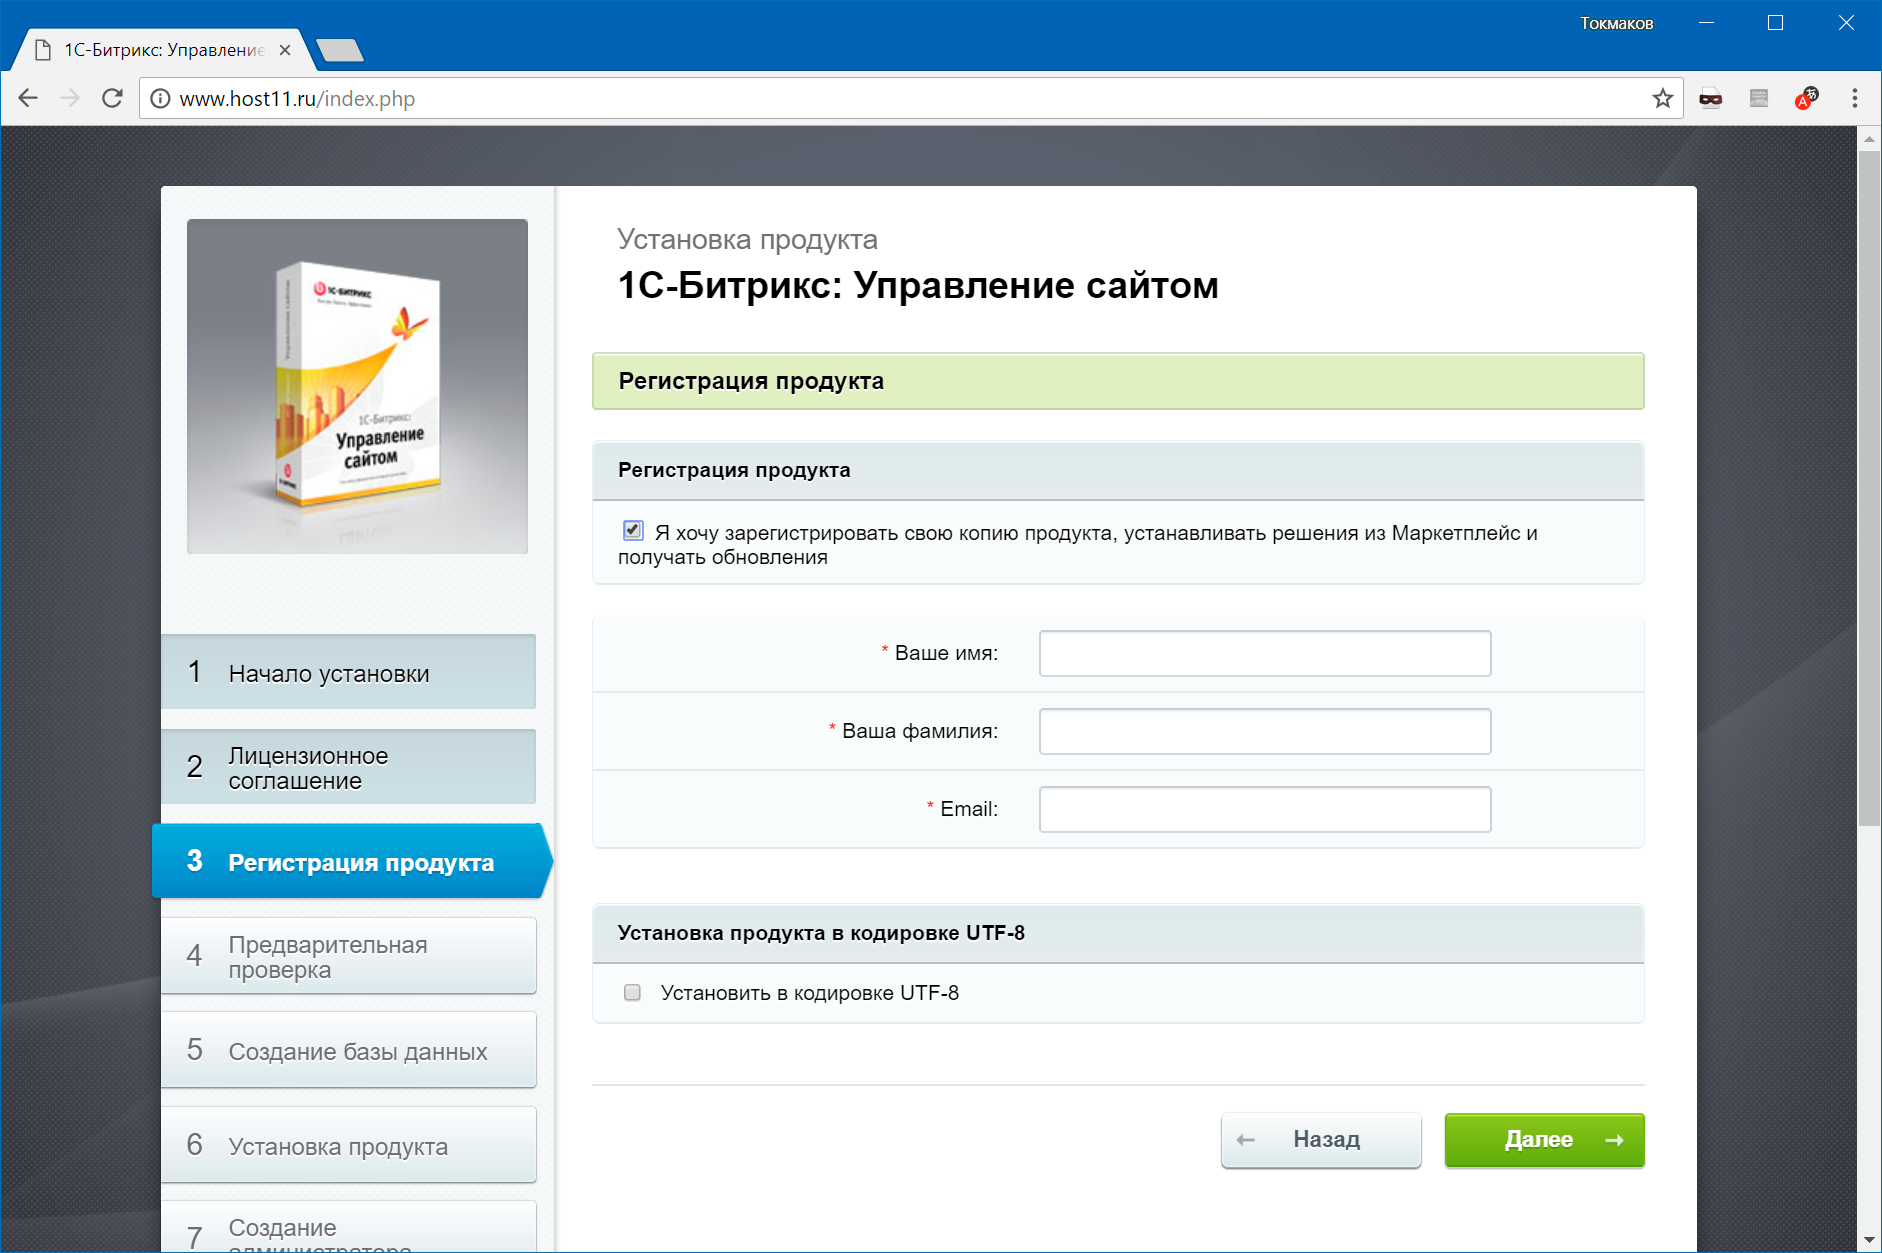 Токмаков
1С-Битрикс: Управление
www.host11.ru/index.php
1С-БИТРИКС
1С-Битрикс:
Управление
сайтом
Установка продукта
1С-Битрикс: Управление сайтом
Регистрация продукта
Регистрация продукта
Я хочу зарегистрировать свою копию продукта, устанавливать решения из Маркетплейс и
получать обновления
* Ваше имя:
* Ваша фамилия:
* Email:
Установка продукта в кодировке UTF-8
Установить в кодировке UTF-8
Назад
Далее
1 Начало установки
2 Лицензионное
соглашение
3 Регистрация продукта
4 Предварительная
проверка
5 Создание базы данных
6 Установка продукта
7 Создание
администратора